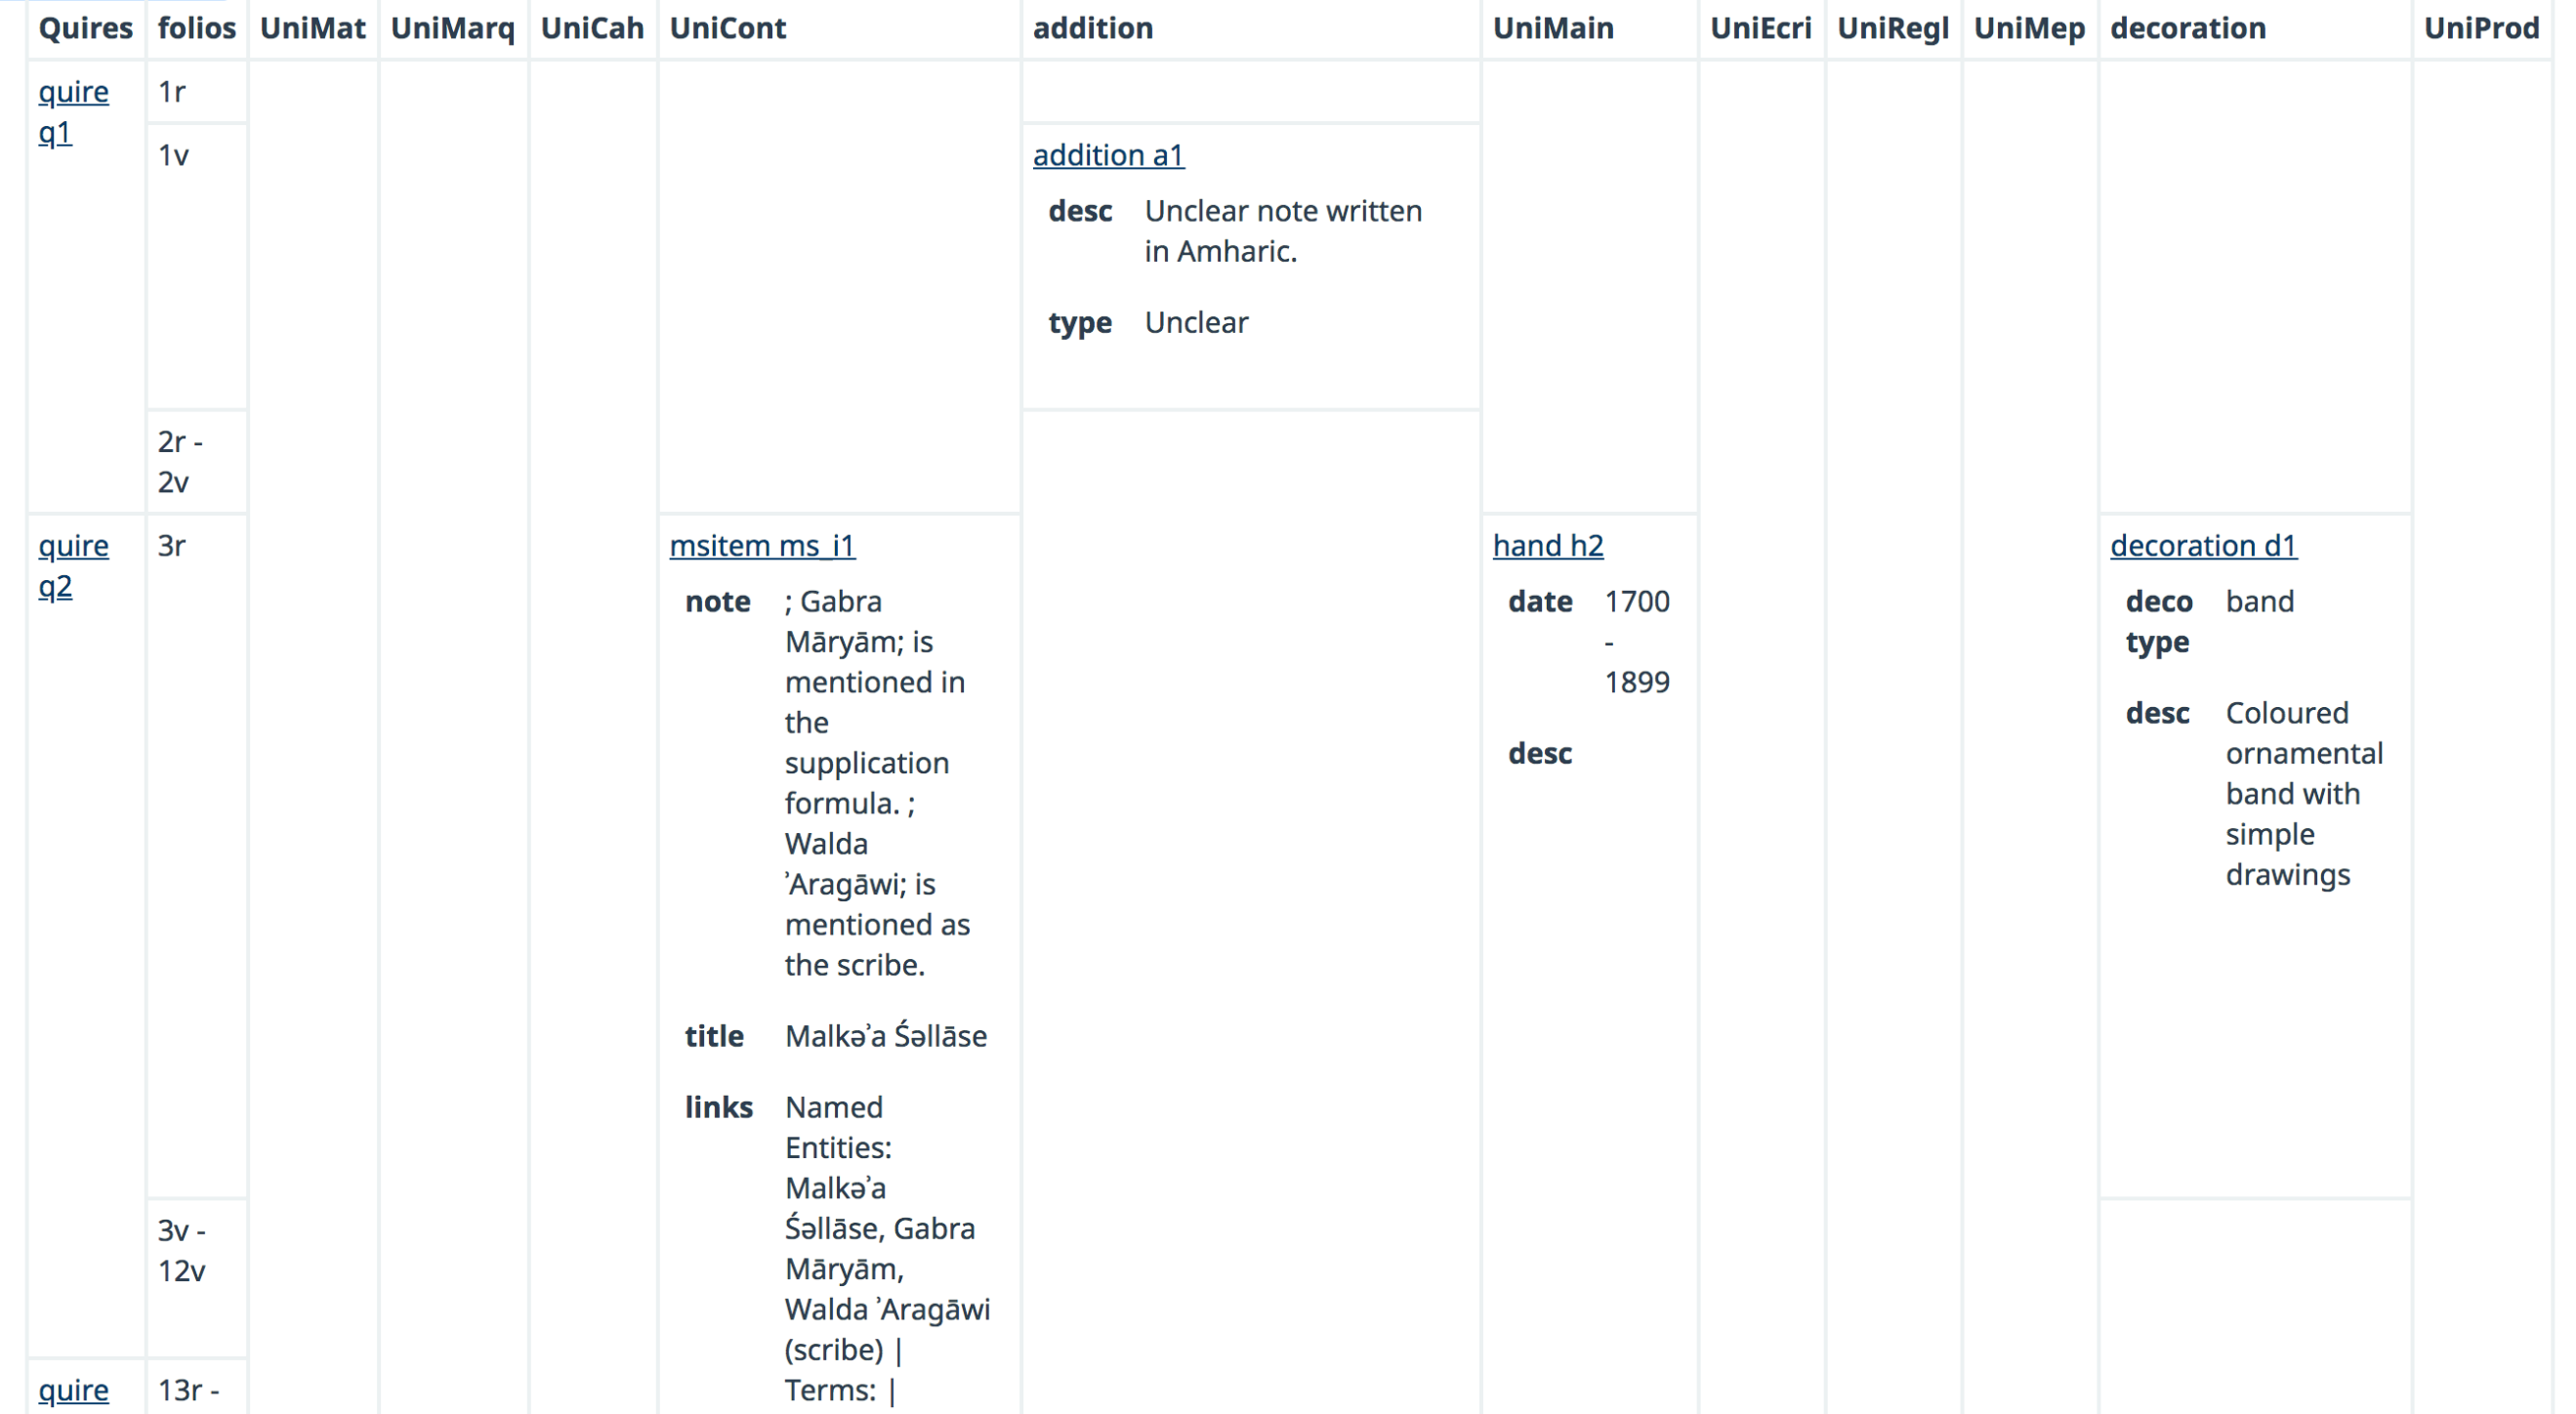 Quires folios UniMat UniMarq UniCah UniCont addition UniMain UniEcri UniRegl UniMep decoration UniProd
quire
q1
1r
1v
addition a1
desc Unclear note written
in Amharic.
type Unclear
2r -
2v
quire
q2
3r
msitem ms_i1
note ; Gabra
Māryām; is
mentioned in
the
supplication
formula. ;
Walda
ʾAragāwi; is
mentioned as
the scribe.
title Malkəʾa Śəllāse
links Named
Entities:
Malkəʾa
Śəllāse, Gabra
Māryām,
Walda ʾAragāwi
(scribe) |
Terms: |
hand h2
date 1700
-
1899
desc
decoration d1
deco band
type
desc Coloured
ornamental
band with
simple
drawings
3v -
12v
quire
13r -